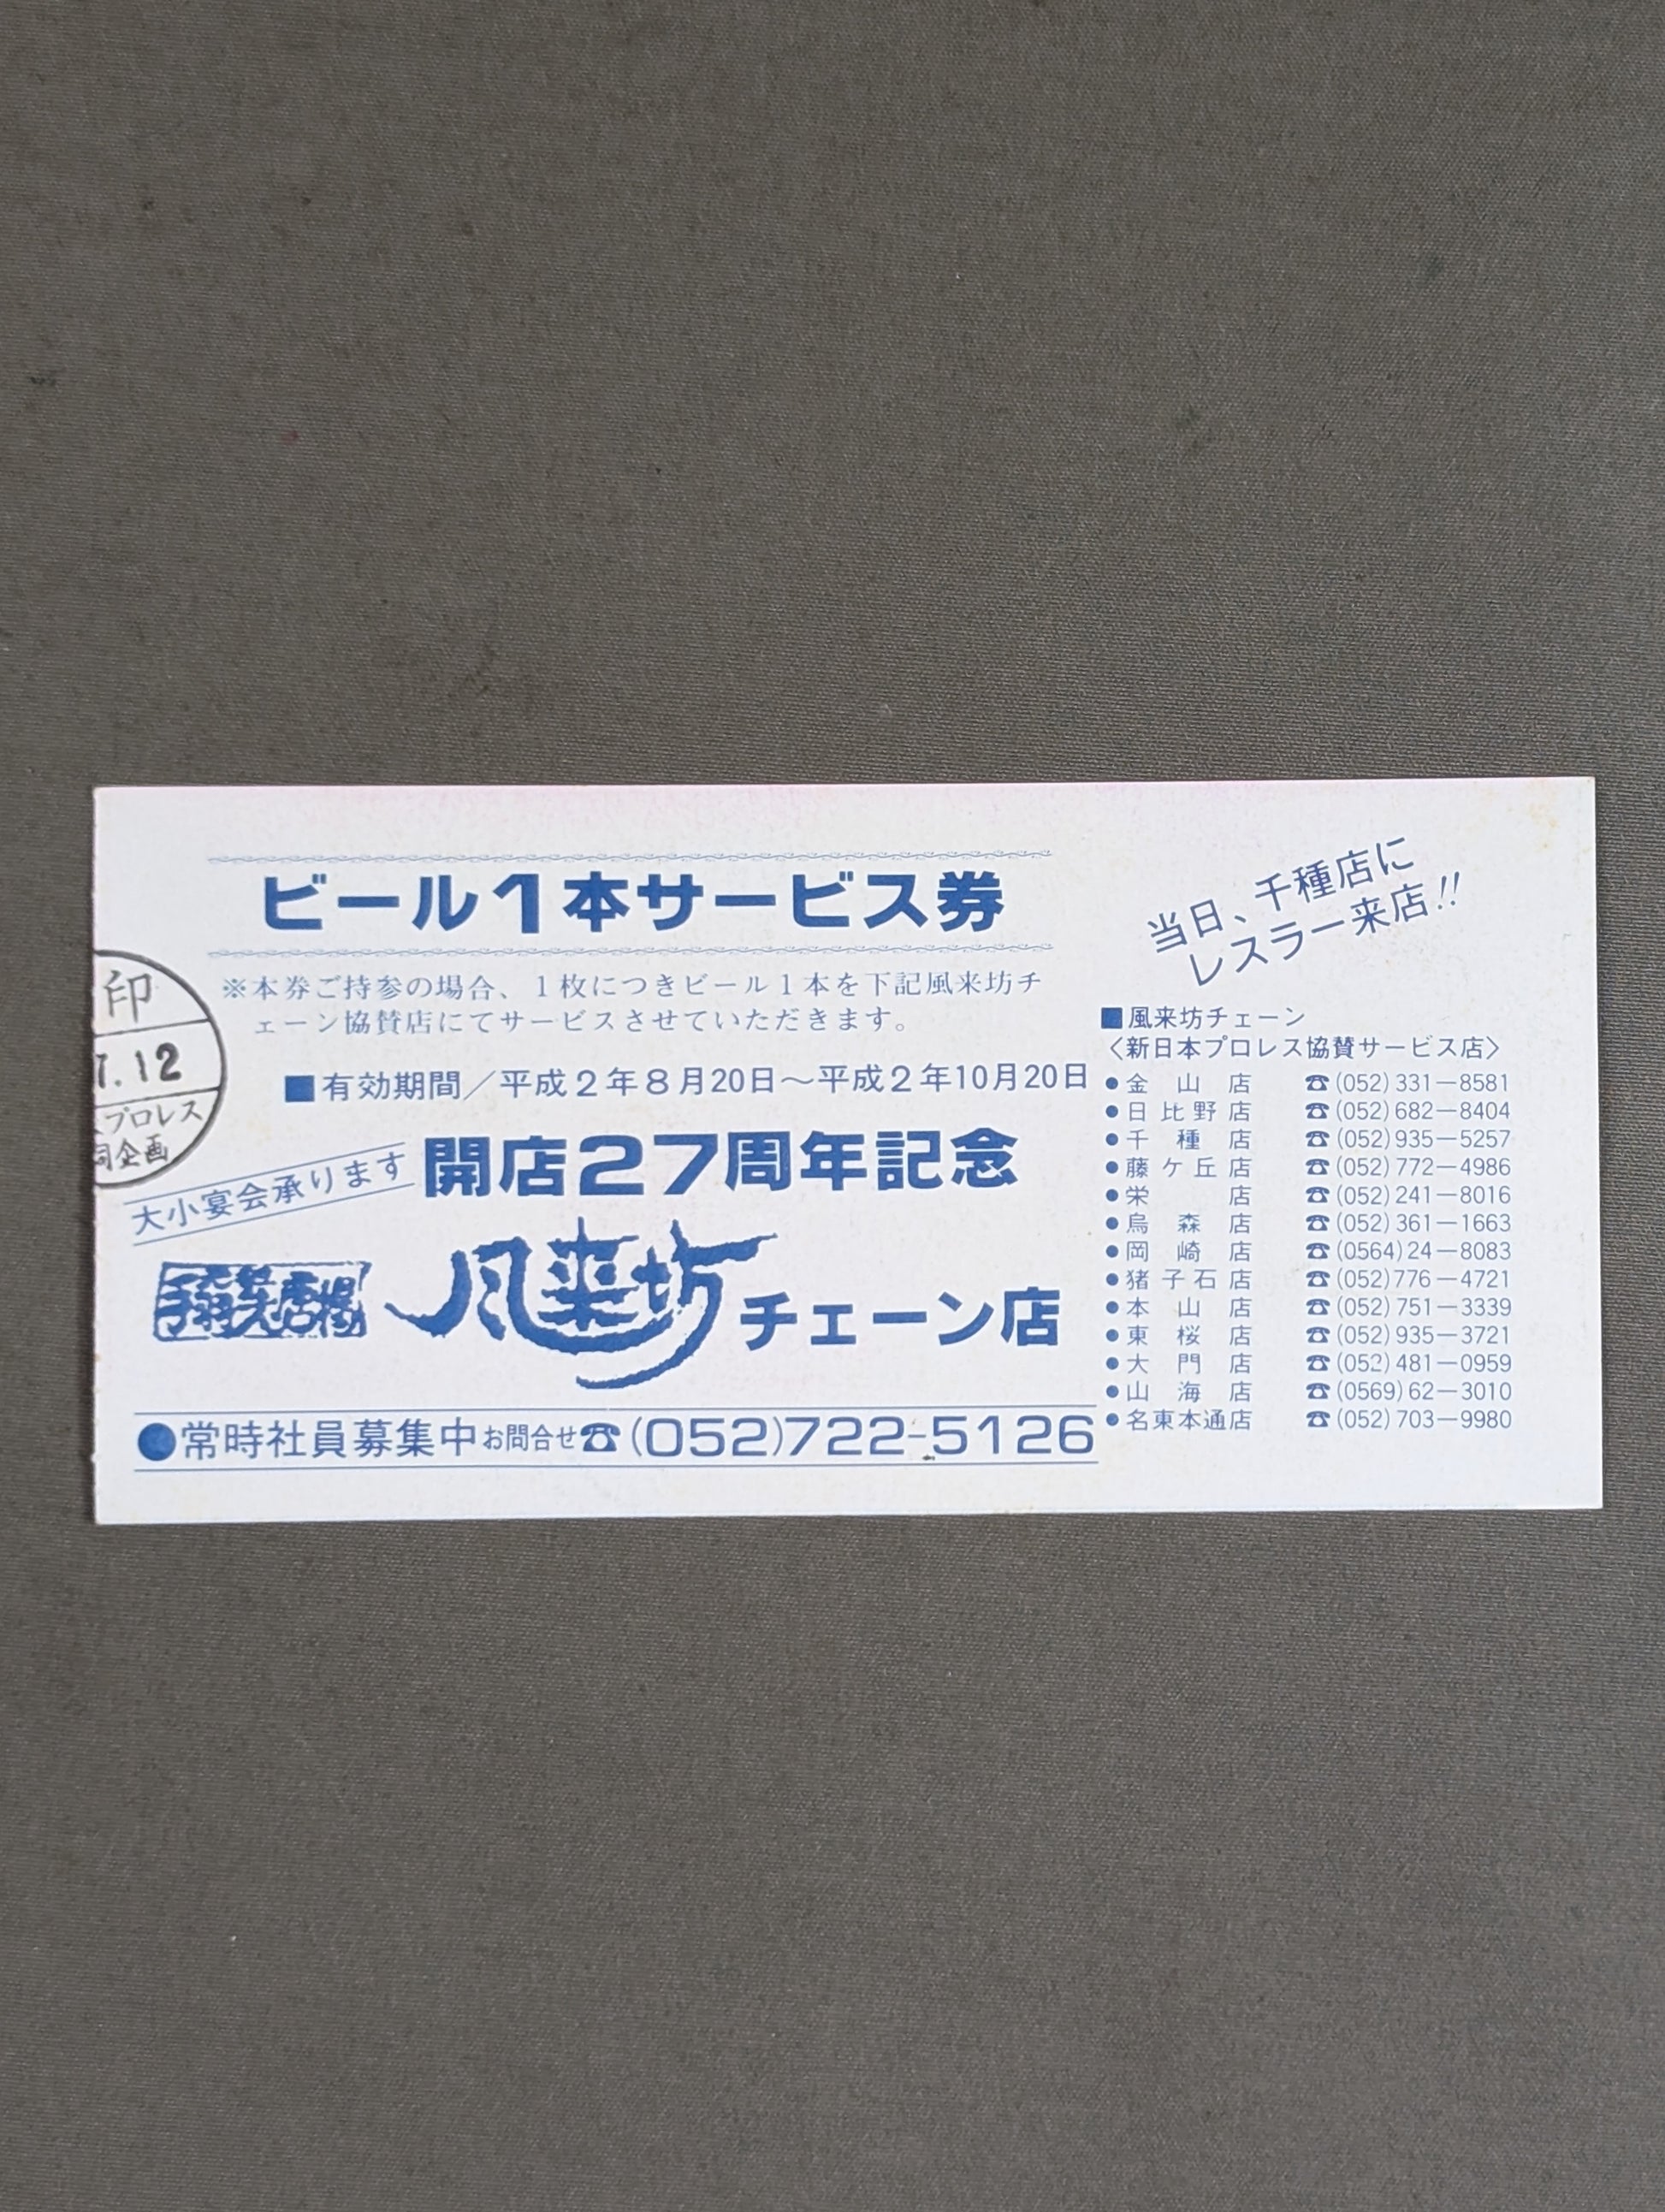 ビール1本サービス券
※本券ご持参の場合、1枚につきビール1本を下記風来坊チ
ェーン協賛店にてサービスさせていただきます。
■有効期間／平成2年8月20日～平成2年10月20日
印
7.12
プロレス
同企画
大小宴会承ります
開店27周年記念
風来坊チェーン店
●常時社員募集中お問合せ☎(052)722-5126
当日、千種店に
レスラー来店!!
■風来坊チェーン
〈新日本プロレス協賛サービス店〉
●金山店 ☎(052)331－8581
●日比野店 ☎(052)682－8404
●千種店 ☎(052)935－5257
●藤ケ丘店 ☎(052)772－4986
●栄店 ☎(052)241－8016
●烏森店 ☎(052)361－1663
●岡崎店 ☎(0564)24－8083
●猪子石店 ☎(052)776－4721
●本山店 ☎(052)751－3339
●東桜店 ☎(052)935－3721
●大門店 ☎(052)481－0959
●山海店 ☎(0569)62－3010
●名東本通店 ☎(052)703－9980